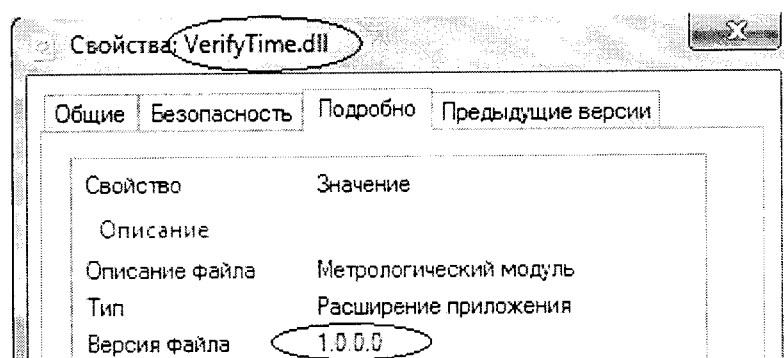 Свойства: VerifyTime.dll
Общие Безопасность Подробно Предыдущие версии
Свойство Значение
Описание
Описание файла Метрологический модуль
Тип Расширение приложения
Версия файла 1.0.0.0